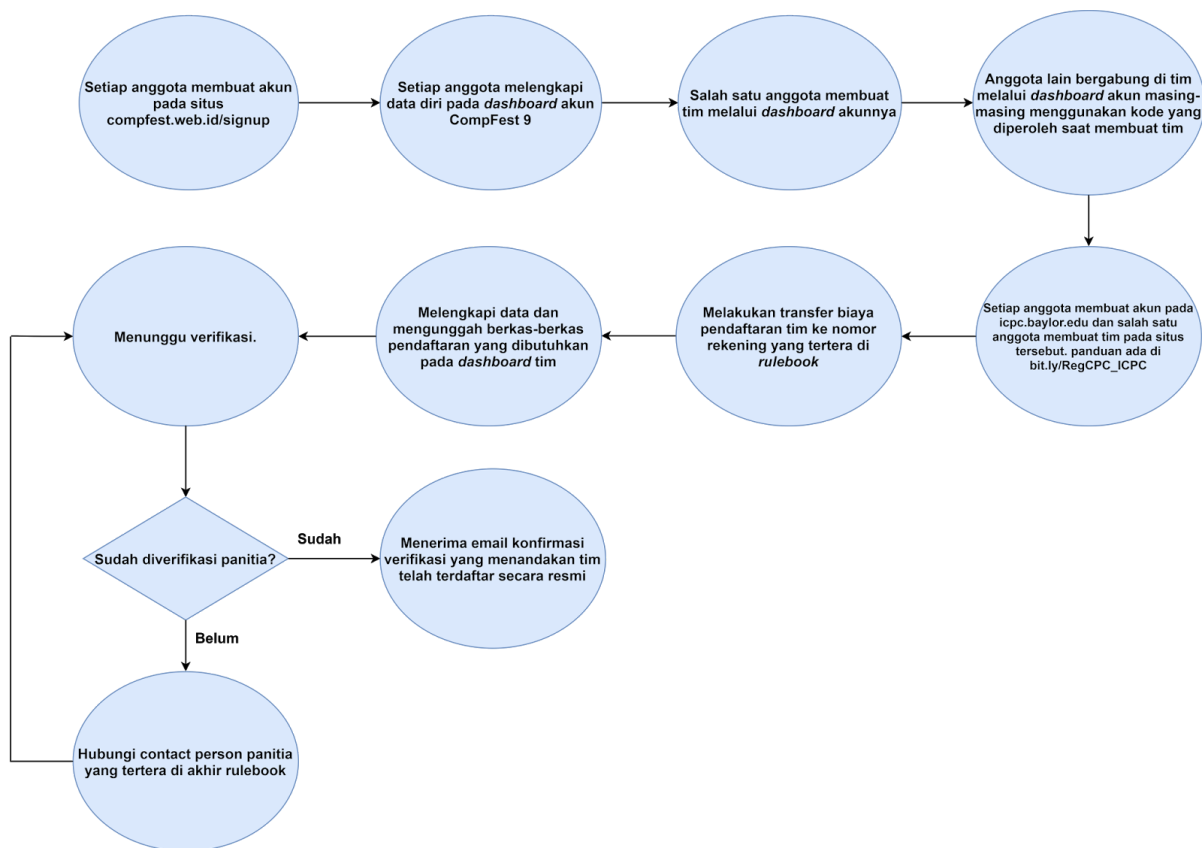 Setiap anggota membuat akun
pada situs
compfest.web.id/signup
Setiap anggota melengkapi
data diri pada dashboard akun
CompFest 9
Salah satu anggota membuat
tim melalui dashboard akunnya
Anggota lain bergabung di tim
melalui dashboard akun masing-
masing menggunakan kode yang
diperoleh saat membuat tim
Setiap anggota membuat akun pada
icpc.baylor.edu dan salah satu
anggota membuat tim pada situs
tersebut. panduan ada di
bit.ly/RegCPC_ICPC
Melakukan transfer biaya
pendaftaran tim ke nomor
rekening yang tertera di
rulebook
Melengkapi data dan
mengunggah berkas-berkas
pendaftaran yang dibutuhkan
pada dashboard tim
Menunggu verifikasi.
Sudah diverifikasi panitia?
Sudah
Menerima email konfirmasi
verifikasi yang menandakan tim
telah terdaftar secara resmi
Belum
Hubungi contact person panitia
yang tertera di akhir rulebook